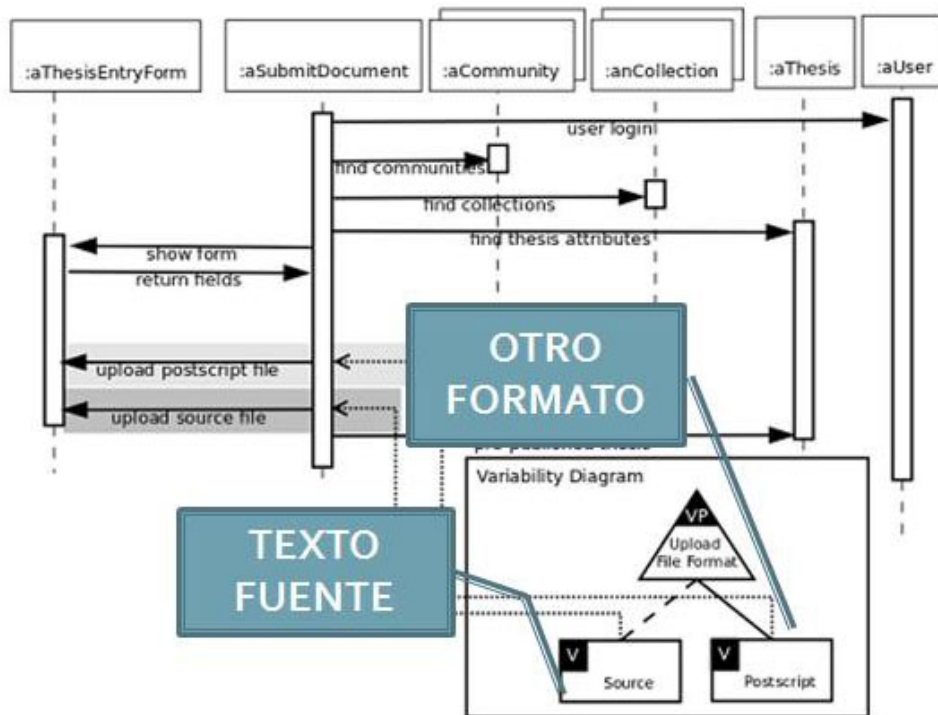 :aThesisEntryForm
:aSubmitDocument
:aCommunity
:anCollection
:aThesis
:aUser
user login
find communities
find collections
find thesis attributes
show form
return fields
OTRO
FORMATO
upload postscript file
upload source file
Variability Diagram
VP
Upload
File Format
TEXTO
FUENTE
V
Source
V
Postscript